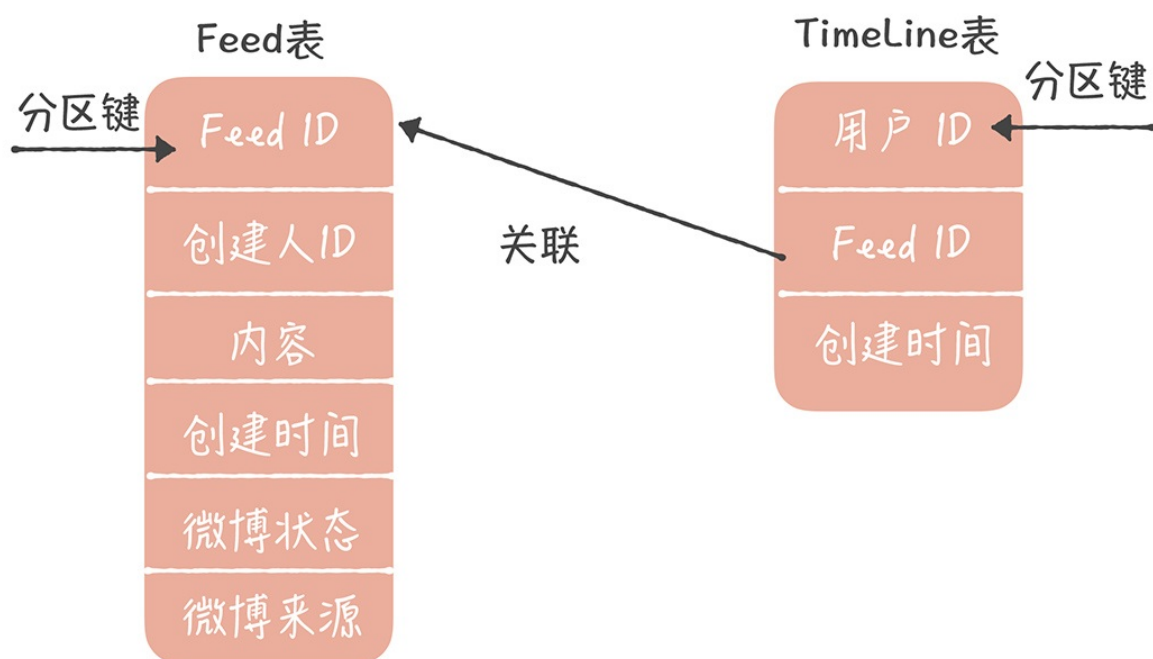 Feed表
分区键
Feed ID
创建人ID
内容
创建时间
微博状态
微博来源
关联
TimeLine表
分区键
用户 ID
Feed ID
创建时间